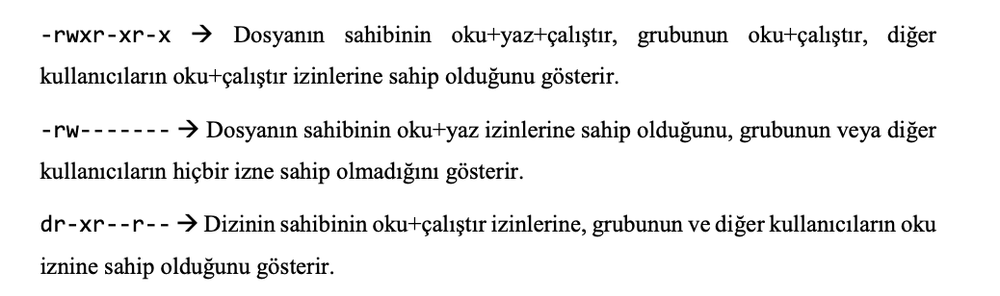 -rwxr-xr-x → Dosyanın sahibinin oku+yaz+çalıştır, grubunun oku+çalıştır, diğer
kullanıcıların oku+çalıştır izinlerine sahip olduğunu gösterir.
-rw------- → Dosyanın sahibinin oku+yaz izinlerine sahip olduğunu, grubunun veya diğer
kullanıcıların hiçbir izne sahip olmadığını gösterir.
dr-xr--r-- → Dizinin sahibinin oku+çalıştır izinlerine, grubunun ve diğer kullanıcıların oku
iznine sahip olduğunu gösterir.